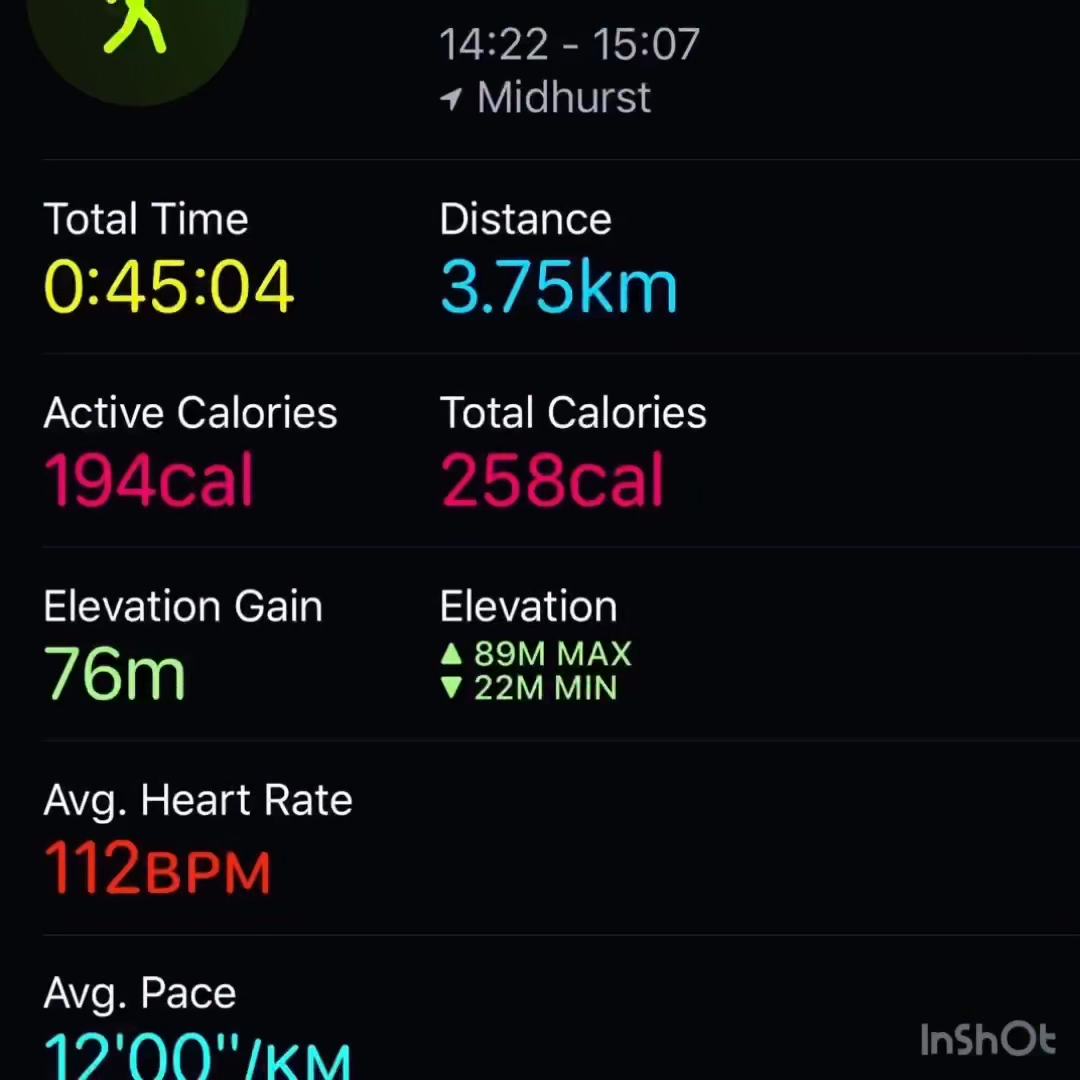 14:22 - 15:07
Midhurst
Total Time
Distance
0:45:04
3.75km
Active Calories
Total Calories
194cal
258cal
Elevation Gain
Elevation
76m
▲ 89M MAX
▼ 22M MIN
Avg. Heart Rate
112BPM
Avg. Pace
12'00"/KM
InShOt